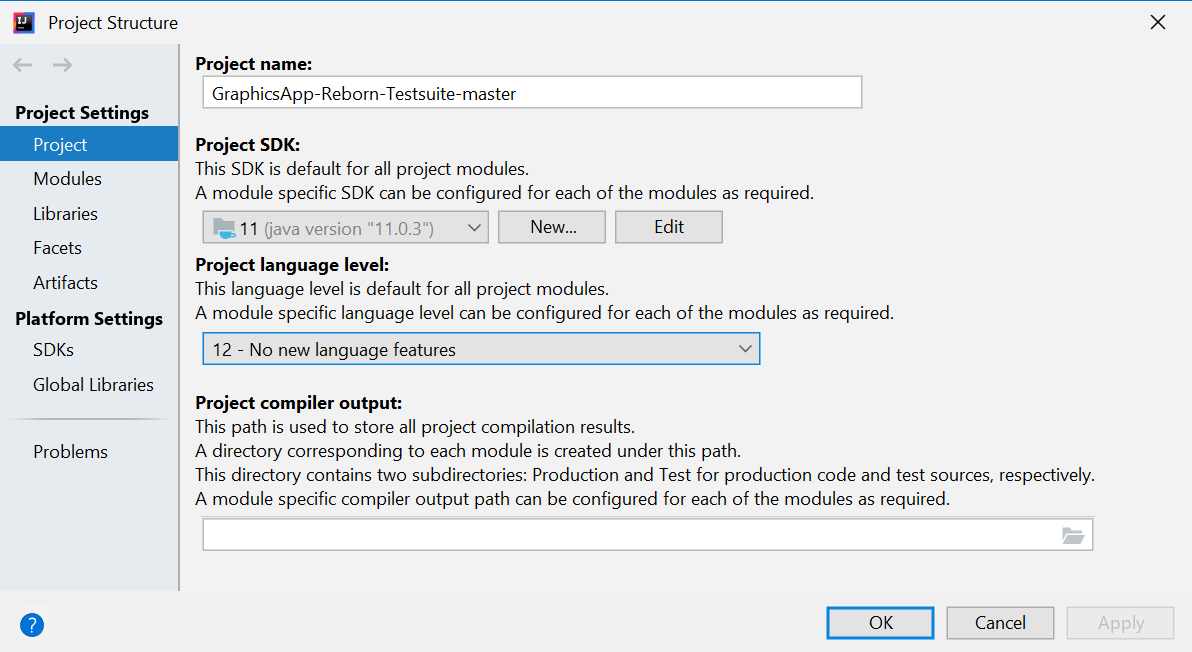 Project Structure
Project Settings
Project
Modules
Libraries
Facets
Artifacts
Platform Settings
SDKs
Global Libraries
Problems
Project name:
GraphicsApp-Reborn-Testsuite-master
Project SDK:
This SDK is default for all project modules.
A module specific SDK can be configured for each of the modules as required.
11 (java version "11.0.3") New... Edit
Project language level:
This language level is default for all project modules.
A module specific language level can be configured for each of the modules as required.
12 - No new language features
Project compiler output:
This path is used to store all project compilation results.
A directory corresponding to each module is created under this path.
This directory contains two subdirectories: Production and Test for production code and test sources, respectively.
A module specific compiler output path can be configured for each of the modules as required.
? OK Cancel Apply